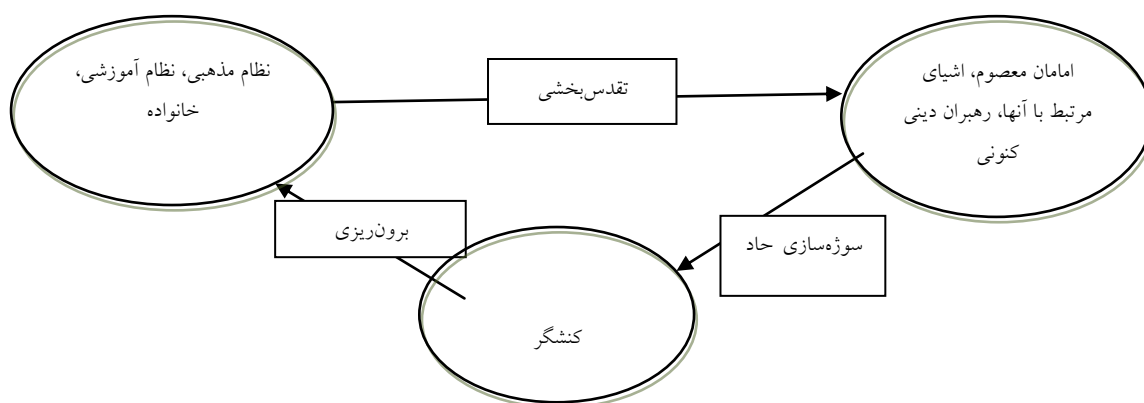 امامان معصوم، اشیای
مرتبط با آنها، رهبران دینی
کنونی
تقدس‌بخشی
نظام مذهبی، نظام آموزشی،
خانواده
سوژه‌سازی حاد
برون‌ریزی
کنشگر